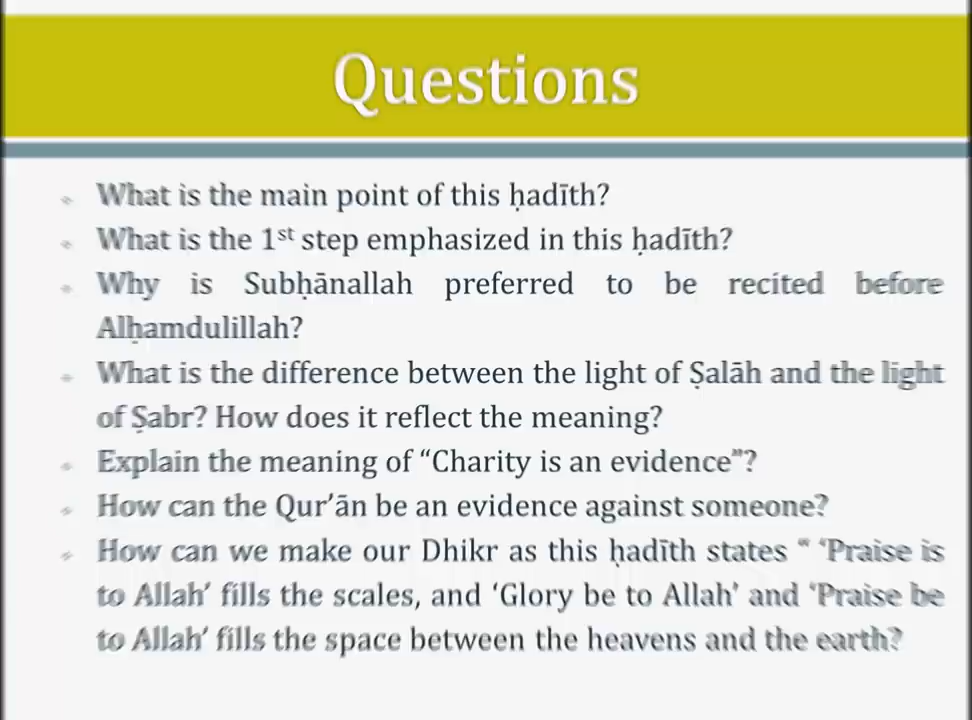 Questions
What is the main point of this ḥadīth?
What is the 1st step emphasized in this ḥadīth?
Why is Subḥānallah preferred to be recited before
Alḥamdulillah?
What is the difference between the light of Ṣalāh and the light
of Ṣabr? How does it reflect the meaning?
Explain the meaning of “Charity is an evidence”?
How can the Qur’ān be an evidence against someone?
How can we make our Dhikr as this ḥadīth states “ ‘Praise is
to Allah’ fills the scales, and ‘Glory be to Allah’ and ‘Praise be
to Allah’ fills the space between the heavens and the earth?